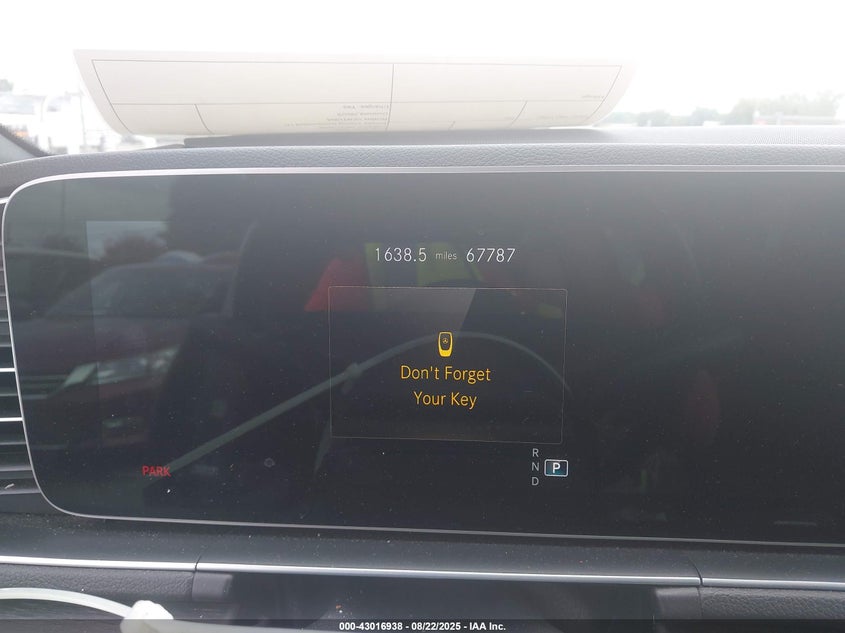 1638.5 miles 67787
Don't Forget
Your Key
R
N P
D
PARK
000-43016938 - 08/22/2025 - IAA Inc.